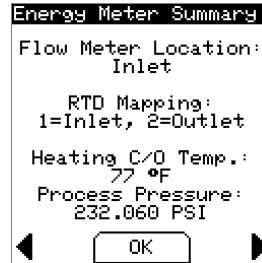 Energy Meter Summary
Flow Meter Location:
Inlet
RTD Mapping:
1=Inlet, 2=Outlet
Heating C/O Temp.:
77 °F
Process Pressure:
232.060 PSI
OK